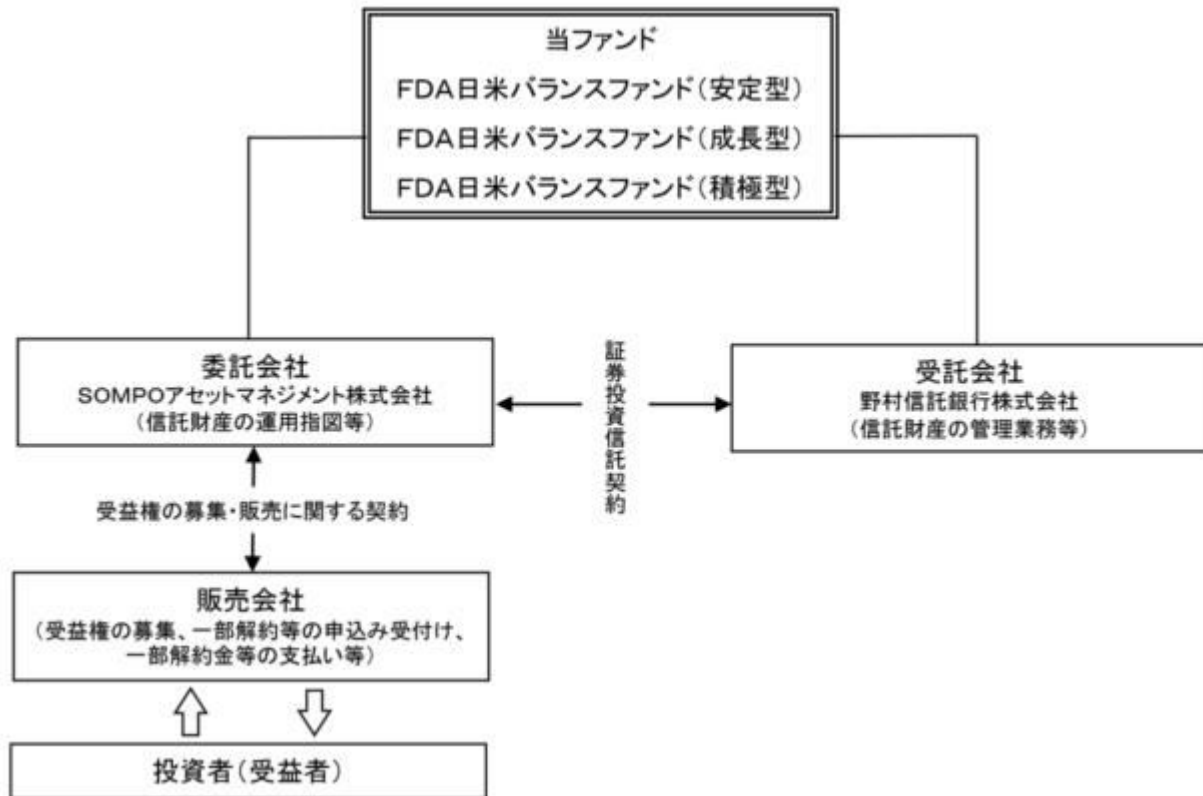 当ファンド
FDA日米バランスファンド(安定型)
FDA日米バランスファンド(成長型)
FDA日米バランスファンド(積極型)
委託会社
SOMPOアセットマネジメント株式会社
(信託財産の運用指図等)
証券投資信託契約
受託会社
野村信託銀行株式会社
(信託財産の管理業務等)
受益権の募集・販売に関する契約
販売会社
(受益権の募集、一部解約等の申込み受付け、
一部解約金等の支払い等)
投資者(受益者)